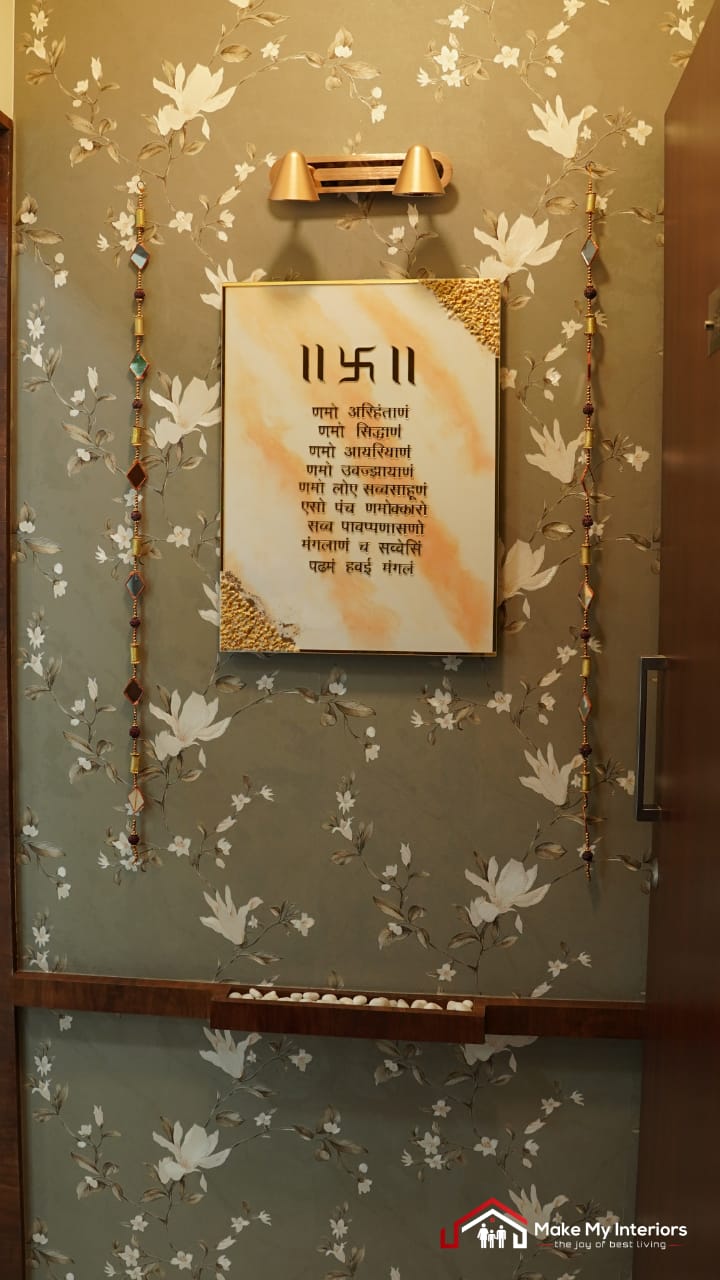 ॥ 卐 ॥
णमो अरिहंताणं
णमो सिद्धाणं
णमो आयरियाणं
णमो उवज्झायाणं
णमो लोए सव्वसाहूणं
एसो पंच णमोक्कारो
सव्व पावप्पणासणो
मंगलाणं च सव्वेसिं
पढमं हवई मंगलं
Make My Interiors
the joy of best living